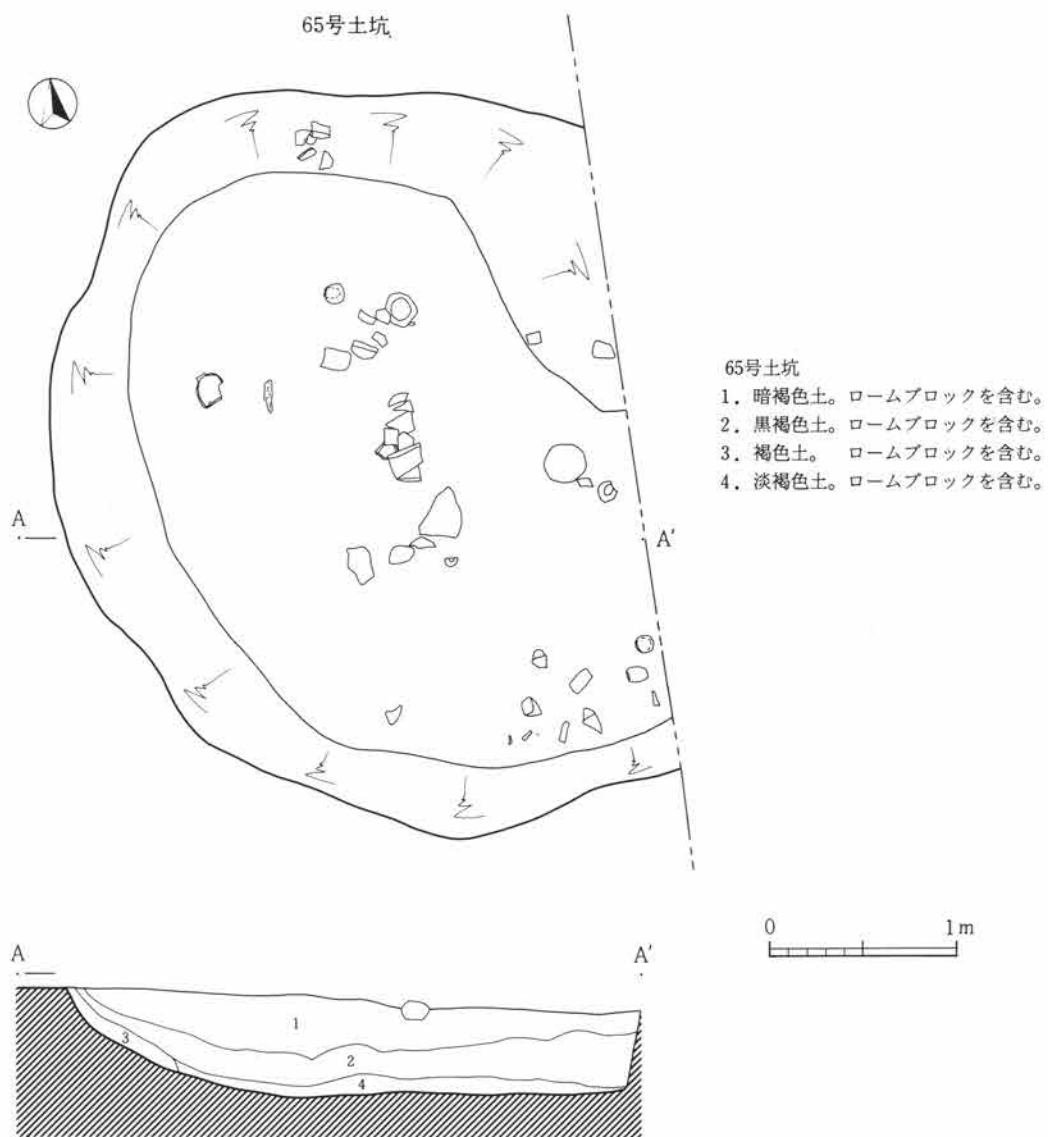 65号土坑
65号土坑
1．暗褐色土。ロームブロックを含む。
2．黒褐色土。ロームブロックを含む。
3．褐色土。　ロームブロックを含む。
4．淡褐色土。ロームブロックを含む。
A
A'
0 1m
A
A'
1
3
2
4